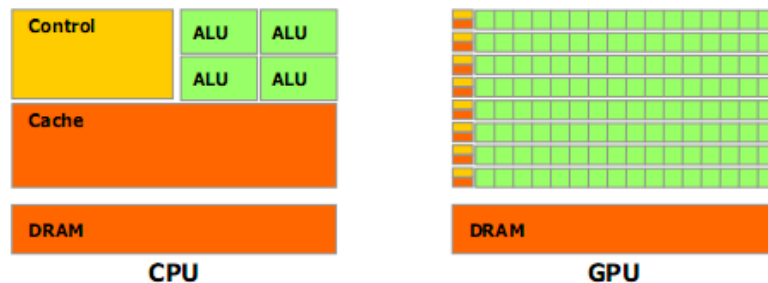 Control
ALU ALU
ALU ALU
Cache
DRAM
CPU
DRAM
GPU